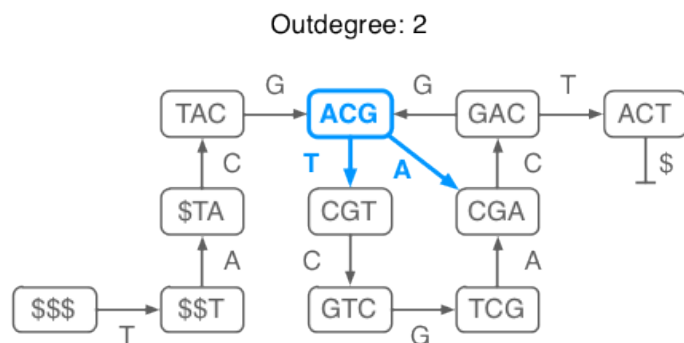 Outdegree: 2
G G T
TAC ACG GAC ACT
C T A C $
$TA CGT CGA
A C A
$$$ $$T GTC TCG
T G